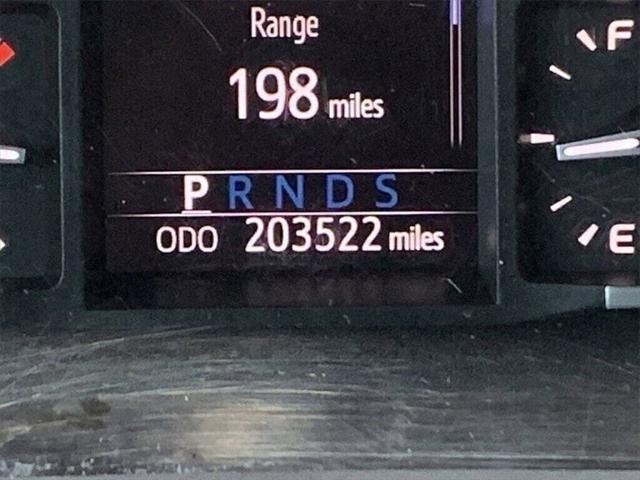 Range
198 miles
F
P R N D S
ODO 203522 miles
E